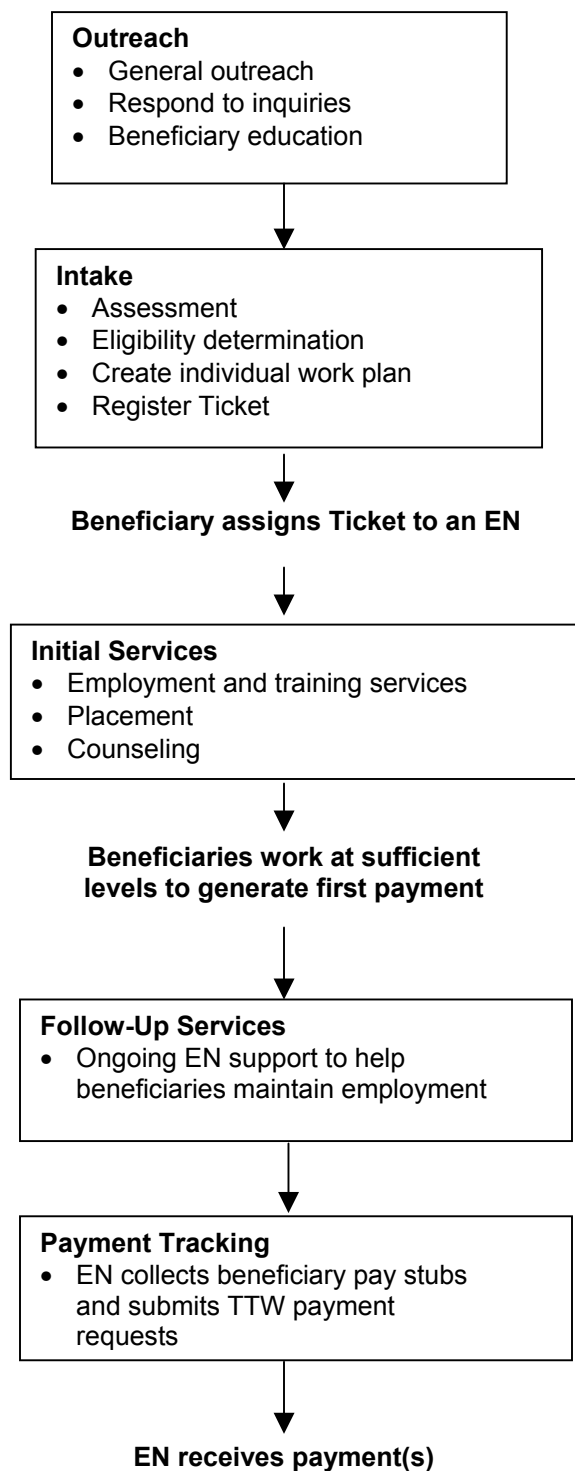 Outreach
• General outreach
• Respond to inquiries
• Beneficiary education
Intake
• Assessment
• Eligibility determination
• Create individual work plan
• Register Ticket
Beneficiary assigns Ticket to an EN
Initial Services
• Employment and training services
• Placement
• Counseling
Beneficiaries work at sufficient
levels to generate first payment
Follow-Up Services
• Ongoing EN support to help
beneficiaries maintain employment
Payment Tracking
• EN collects beneficiary pay stubs
and submits TTW payment
requests
EN receives payment(s)